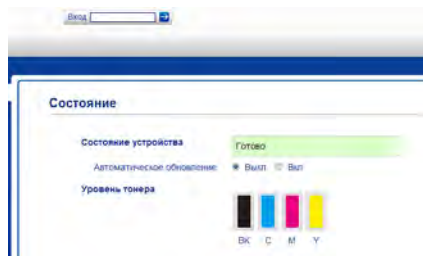 Вход
Состояние
Состояние устройства Готово
Автоматическое обновление Выкл Вкл
Уровень тонера
BK C M Y